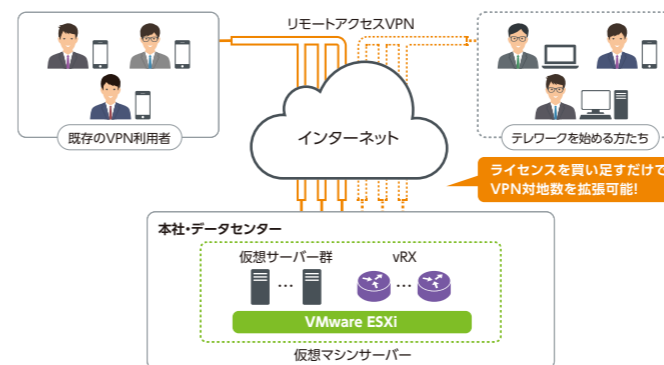 リモートアクセスVPN
既存のVPN利用者
インターネット
テレワークを始める方たち
ライセンスを買い足すだけで
VPN対地数を拡張可能!
本社・データセンター
仮想サーバー群
vRX
…
…
VMware ESXi
仮想マシンサーバー